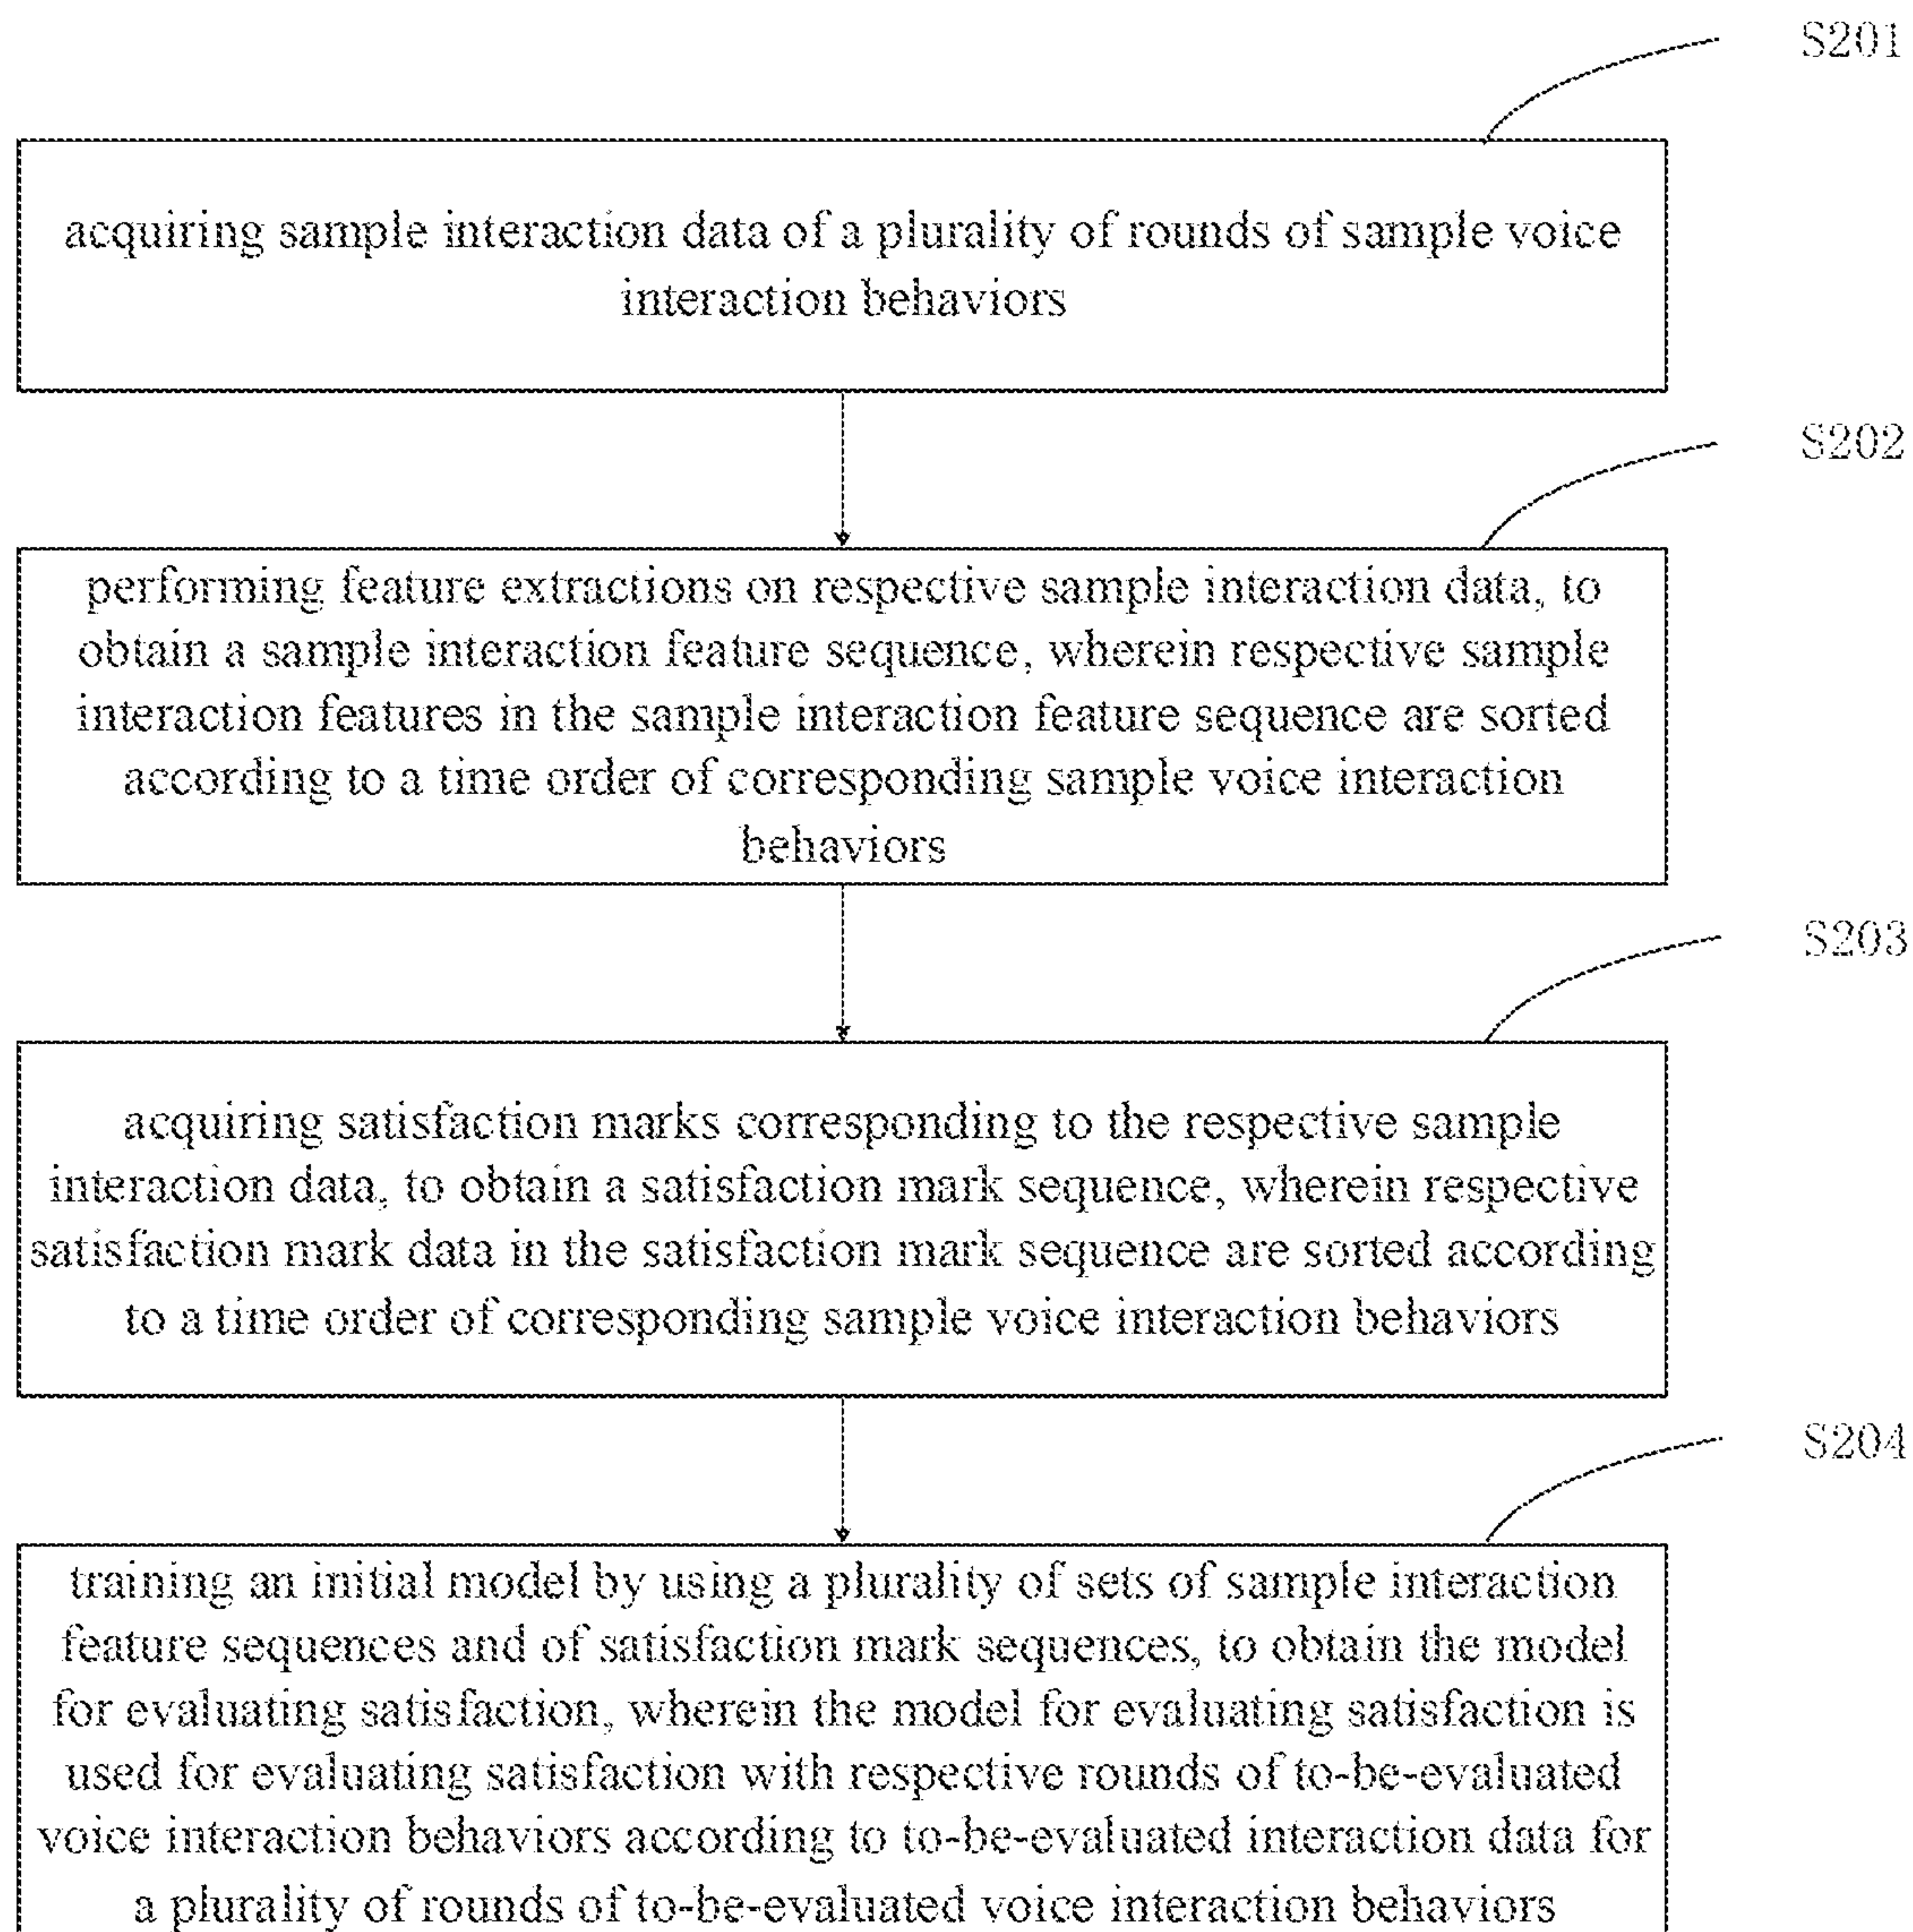 S201
acquiring sample interaction data of a plurality of rounds of sample voice
interaction behaviors
S202
performing feature extractions on respective sample interaction data, to
obtain a sample interaction feature sequence, wherein respective sample
interaction features in the sample interaction feature sequence are sorted
according to a time order of corresponding sample voice interaction
behaviors
S203
acquiring satisfaction marks corresponding to the respective sample
interaction data, to obtain a satisfaction mark sequence, wherein respective
satisfaction mark data in the satisfaction mark sequence are sorted according
to a time order of corresponding sample voice interaction behaviors
S204
training an initial model by using a plurality of sets of sample interaction
feature sequences and of satisfaction mark sequences, to obtain the model
for evaluating satisfaction, wherein the model for evaluating satisfaction is
used for evaluating satisfaction with respective rounds of to-be-evaluated
voice interaction behaviors according to to-be-evaluated interaction data for
a plurality of rounds of to-be-evaluated voice interaction behaviors